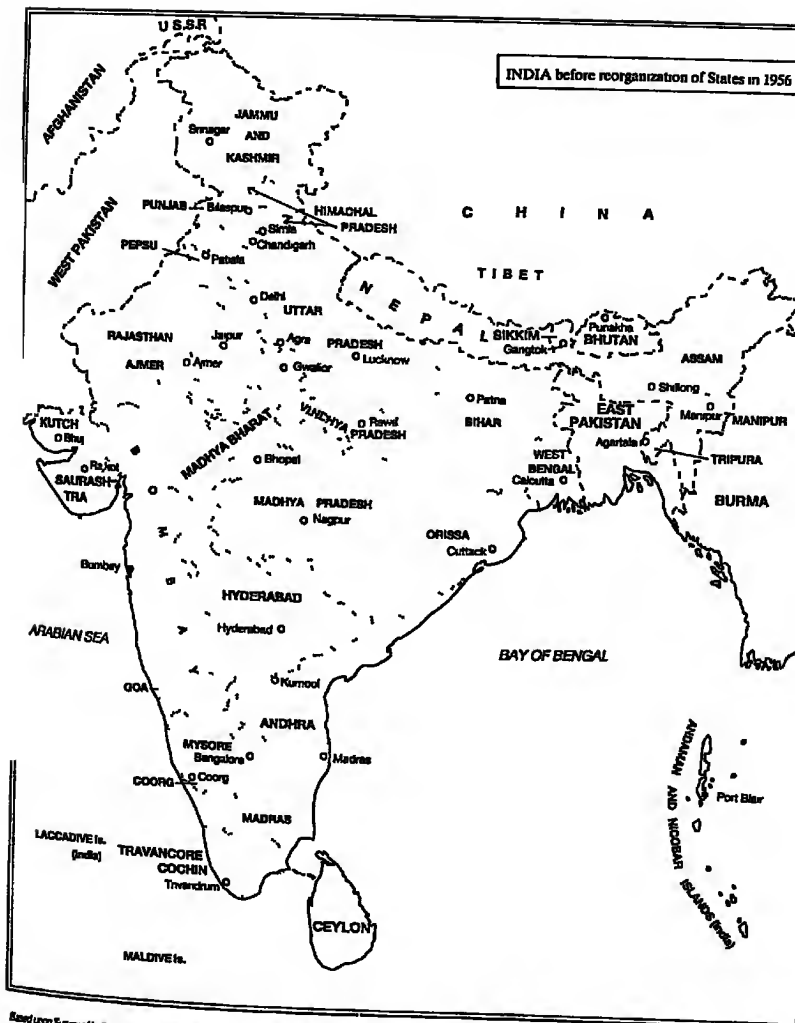 U S.S.R
INDIA before reorganization of States in 1956
AFGHANISTAN
JAMMU
AND
KASHMIR
Srinagar
WEST PAKISTAN
PUNJAB
Bilaspur
HIMACHAL
PRADESH
Simla
Chandigarh
PEPSU
Patiala
C H I N A
TIBET
Delhi
UTTAR
PRADESH
N E P A L
SIKKIM
Gangtok
Punakha
BHUTAN
ASSAM
RAJASTHAN
Jaipur
Agra
Lucknow
AJMER
Ajmer
Gwalior
Shillong
Patna
BIHAR
EAST
PAKISTAN
Manipur
MANIPUR
Agartala
TRIPURA
KUTCH
Bhuj
MADHYA BHARAT
VINDHYA
PRADESH
Rewa
WEST
BENGAL
Calcutta
BURMA
Rajkot
SAURASH
TRA
Bhopal
MADHYA PRADESH
Nagpur
B O M B A Y
ORISSA
Cuttack
Bombay
HYDERABAD
Hyderabad
ARABIAN SEA
BAY OF BENGAL
GOA
Kurnool
ANDHRA
MYSORE
Bangalore
Madras
COORG
Coorg
MADRAS
ANDAMAN AND NICOBAR ISLANDS (India)
Port Blair
LACCADIVE Is.
(India)
TRAVANCORE
COCHIN
Trivandrum
CEYLON
MALDIVE Is.
Based upon